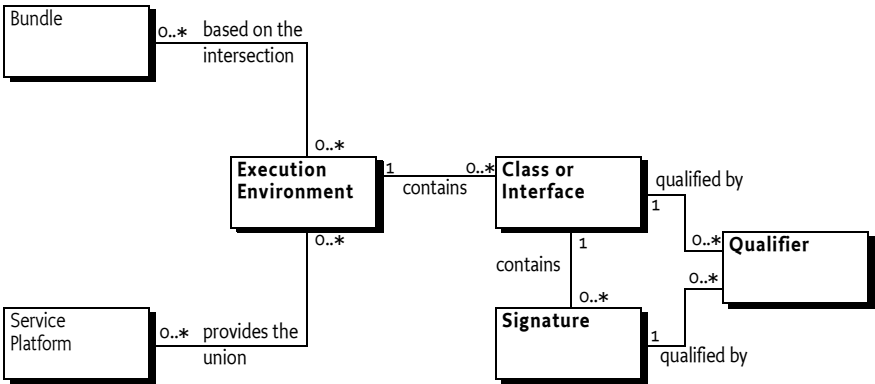 Bundle
0..*
based on the
intersection
0..*
Execution
Environment
1
0..*
contains
Class or
Interface
qualified by
1
0..*
Qualifier
0..*
1
contains
0..*
0..*
Service
Platform
0..*
provides the
union
Signature
1
qualified by